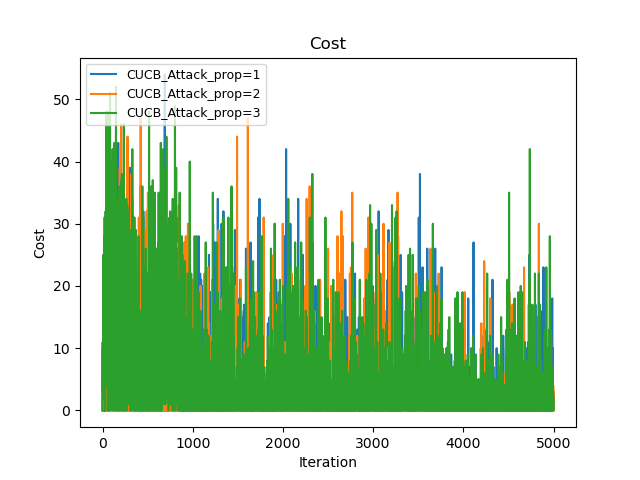 Cost
CUCB_Attack_prop=1
CUCB_Attack_prop=2
CUCB_Attack_prop=3
50
40
30
20
10
0
Cost
0 1000 2000 3000 4000 5000
Iteration